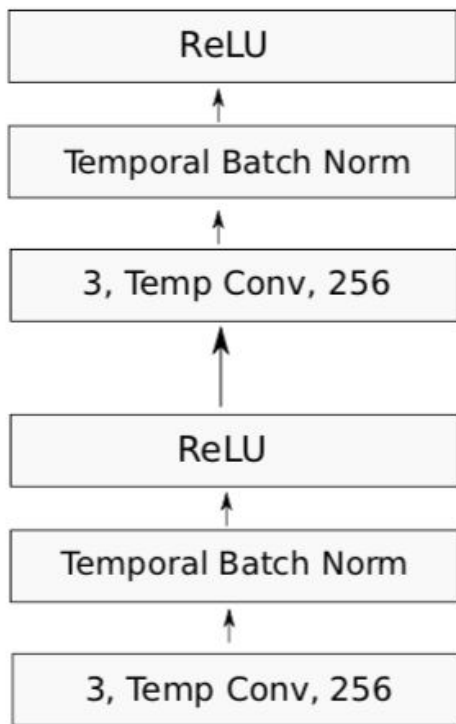 ReLU
Temporal Batch Norm
3, Temp Conv, 256
ReLU
Temporal Batch Norm
3, Temp Conv, 256